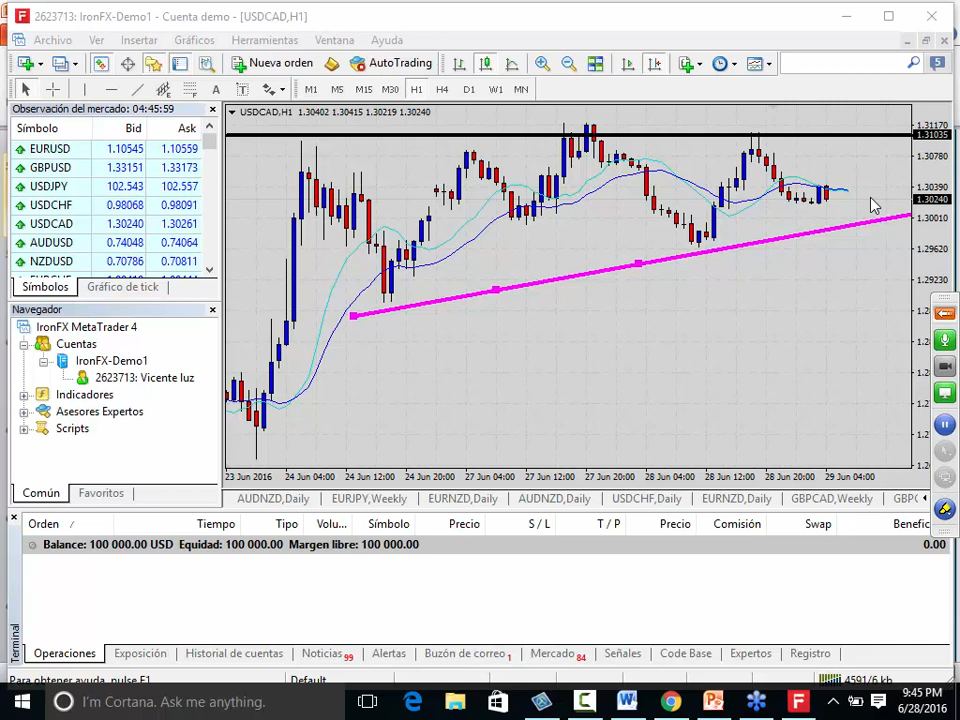 2623713: IronFX-Demo1 - Cuenta demo - [USDCAD,H1]
Archivo Ver Insertar Gráficos Herramientas Ventana Ayuda
Nueva orden AutoTrading 5
A T M1 M5 M15 M30 H1 H4 D1 W1 MN
Observación del mercado: 04:45:59
Símbolo Bid Ask
EURUSD 1.10545 1.10559
GBPUSD 1.33151 1.33173
USDJPY 102.543 102.557
USDCHF 0.98068 0.98091
USDCAD 1.30240 1.30261
AUDUSD 0.74048 0.74064
NZDUSD 0.70786 0.70811
Símbolos Gráfico de tick
Navegador
IronFX MetaTrader 4
Cuentas
IronFX-Demo1
2623713: Vicente luz
Indicadores
Asesores Expertos
Scripts
Común Favoritos
USDCAD,H1 1.30402 1.30415 1.30219 1.30240
1.31170
1.31035
1.30780
1.30390
1.30240
1.30010
1.29620
1.29230
23 Jun 2016 24 Jun 04:00 24 Jun 12:00 24 Jun 20:00 27 Jun 04:00 27 Jun 12:00 27 Jun 20:00 28 Jun 04:00 28 Jun 12:00 28 Jun 20:00 29 Jun 04:00
AUDNZD,Daily EURJPY,Weekly EURNZD,Daily AUDNZD,Daily USDCHF,Daily EURNZD,Daily GBPCAD,Weekly GBPC
Orden Tiempo Tipo Volu... Símbolo Precio S / L T / P Precio Comisión Swap Benefic
Balance: 100 000.00 USD Equidad: 100 000.00 Margen libre: 100 000.00 0.00
Terminal
Operaciones Exposición Historial de cuentas Noticias 99 Alertas Buzón de correo 1 Mercado 84 Señales Code Base Expertos Registro
Para obtener ayuda, pulse F1 Default 4591/6 kb
I'm Cortana. Ask me anything.
9:45 PM
6/28/2016